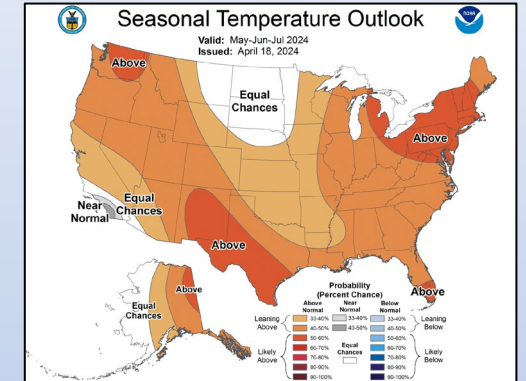 Seasonal Temperature Outlook
Valid: May-Jun-Jul 2024
Issued: April 18, 2024
NOAA
Above
Equal
Chances
Above
Equal
Chances
Near
Normal
Above
Above
Above
Equal
Chances
Probability
(Percent Chance)
Above
Normal
Near
Normal
Below
Normal
Leaning
Above
33-40%
40-50%
33-40%
40-50%
33-40%
40-50%
Leaning
Below
Likely
Above
50-60%
60-70%
70-80%
80-90%
90-100%
Equal
Chances
50-60%
60-70%
70-80%
80-90%
90-100%
Likely
Below